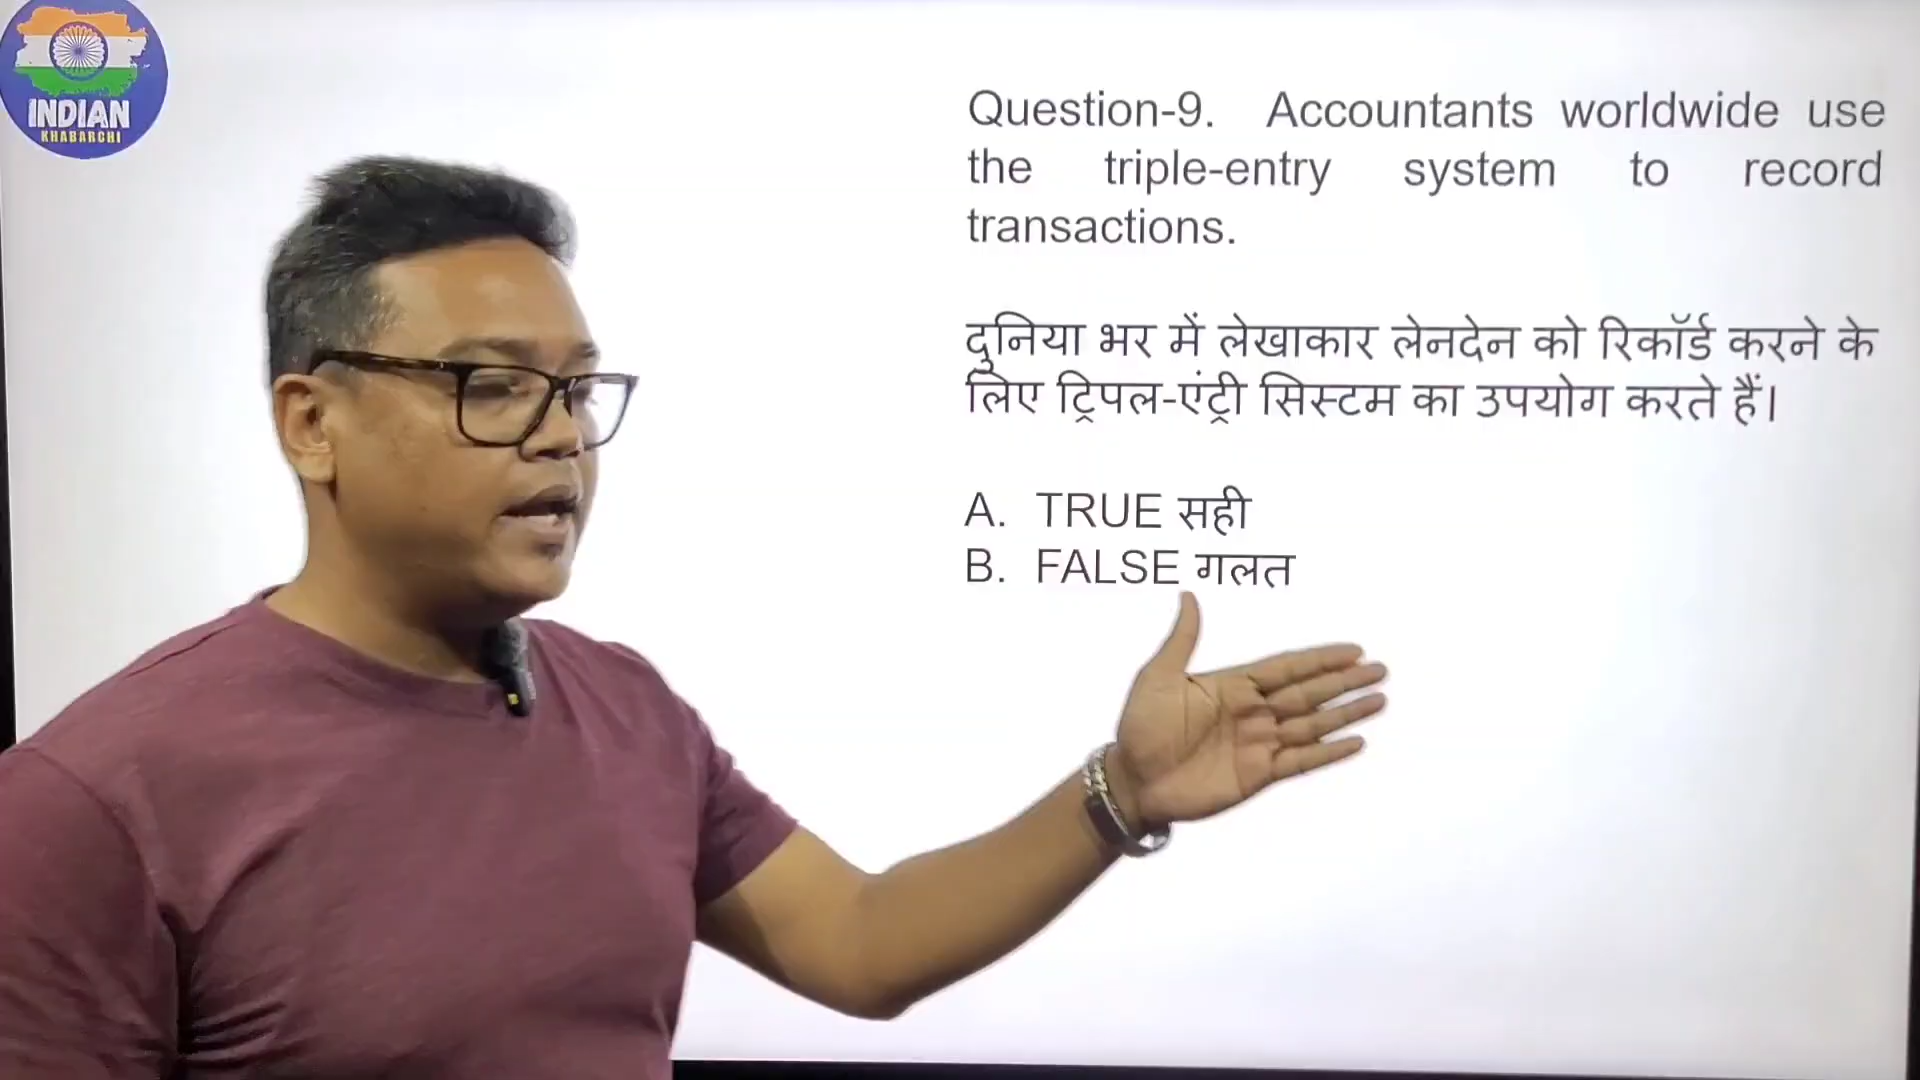 INDIAN
KHABARCHI
Question-9. Accountants worldwide use
the triple-entry system to record
transactions.
दुनिया भर में लेखाकार लेनदेन को रिकॉर्ड करने के
लिए ट्रिपल-एंट्री सिस्टम का उपयोग करते हैं।
A. TRUE सही
B. FALSE गलत